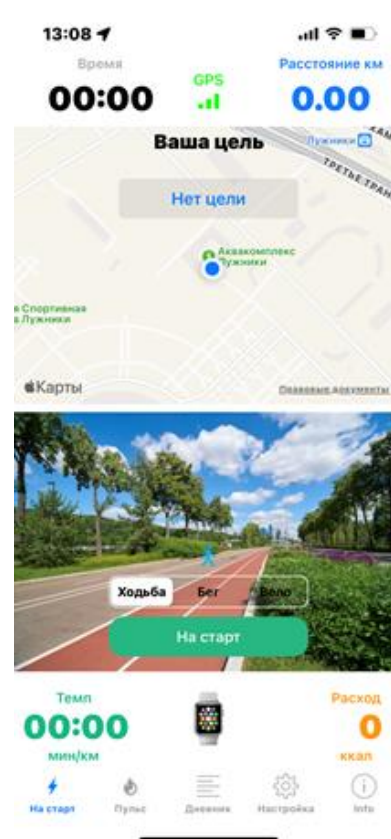 13:08
Время
GPS
Расстояние км
00:00
0.00
Ваша цель
Лужники
ТРЕТЬЕ ТРАН
Нет цели
Аквакомплекс
Лужники
я Спортивная
в Лужники
Карты
Правовые документы
Ходьба
Бег
Вело
На старт
Темп
Расход
00:00
0
мин/км
ккал
На старт
Пульс
Дневник
Настройка
Info